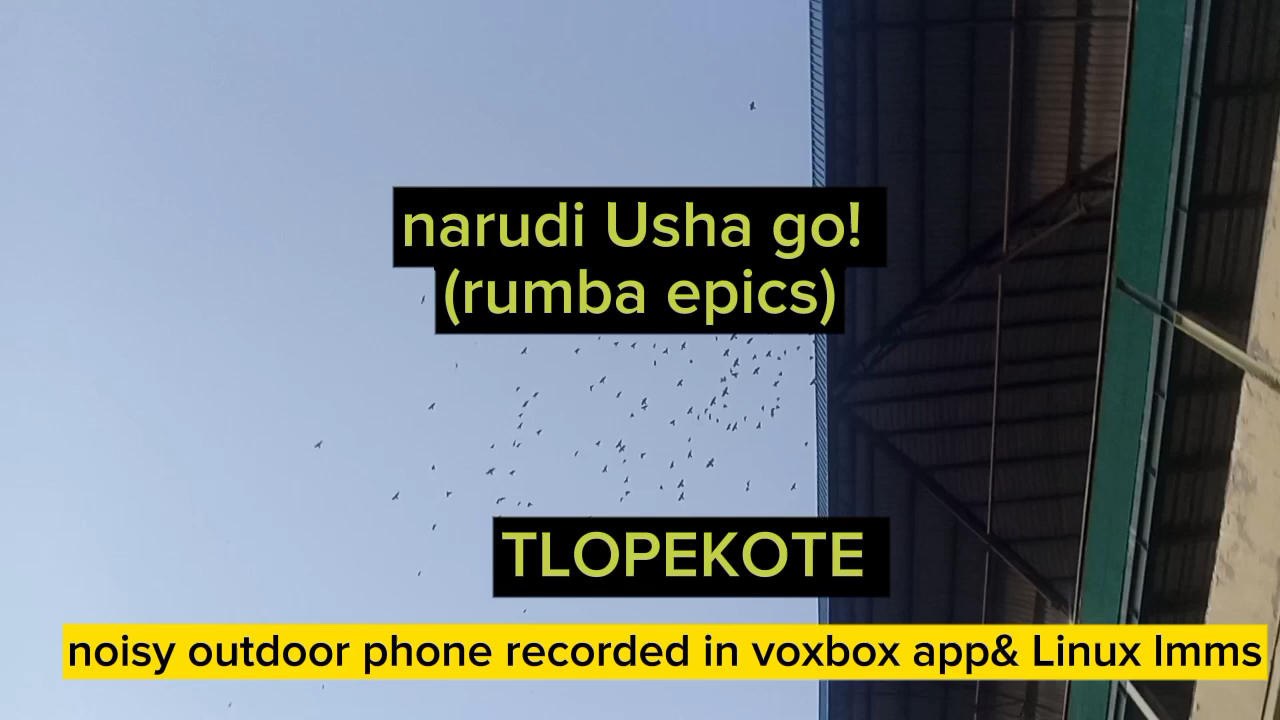 narudi Usha go!
(rumba epics)
TLOPEKOTE
noisy outdoor phone recorded in voxbox app& Linux lmms